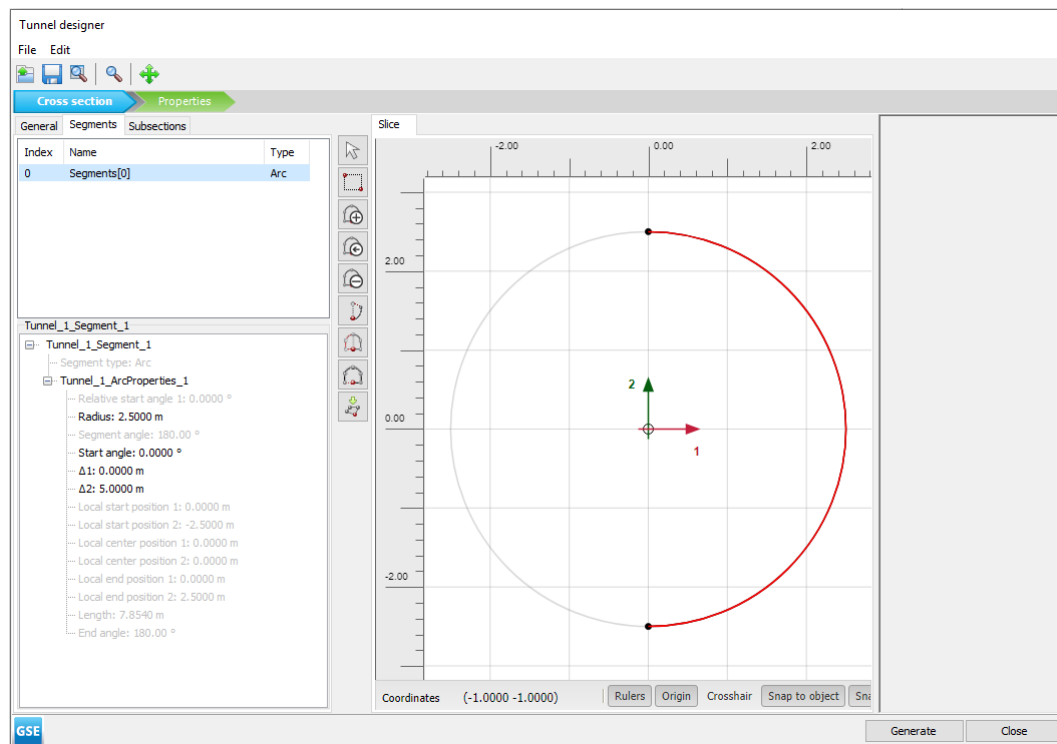 Tunnel designer
File Edit
Cross section Properties
General Segments Subsections
Index Name Type
0 Segments[0] Arc
Tunnel_1_Segment_1
Tunnel_1_Segment_1
Segment type: Arc
Tunnel_1_ArcProperties_1
Relative start angle 1: 0.0000 °
Radius: 2.5000 m
Segment angle: 180.00 °
Start angle: 0.0000 °
Δ1: 0.0000 m
Δ2: 5.0000 m
Local start position 1: 0.0000 m
Local start position 2: -2.5000 m
Local center position 1: 0.0000 m
Local center position 2: 0.0000 m
Local end position 1: 0.0000 m
Local end position 2: 2.5000 m
Length: 7.8540 m
End angle: 180.00 °
Slice
-2.00 0.00 2.00
2.00
0.00
-2.00
2
1
Coordinates (-1.0000 -1.0000) Rulers Origin Crosshair Snap to object Sna
GSE Generate Close